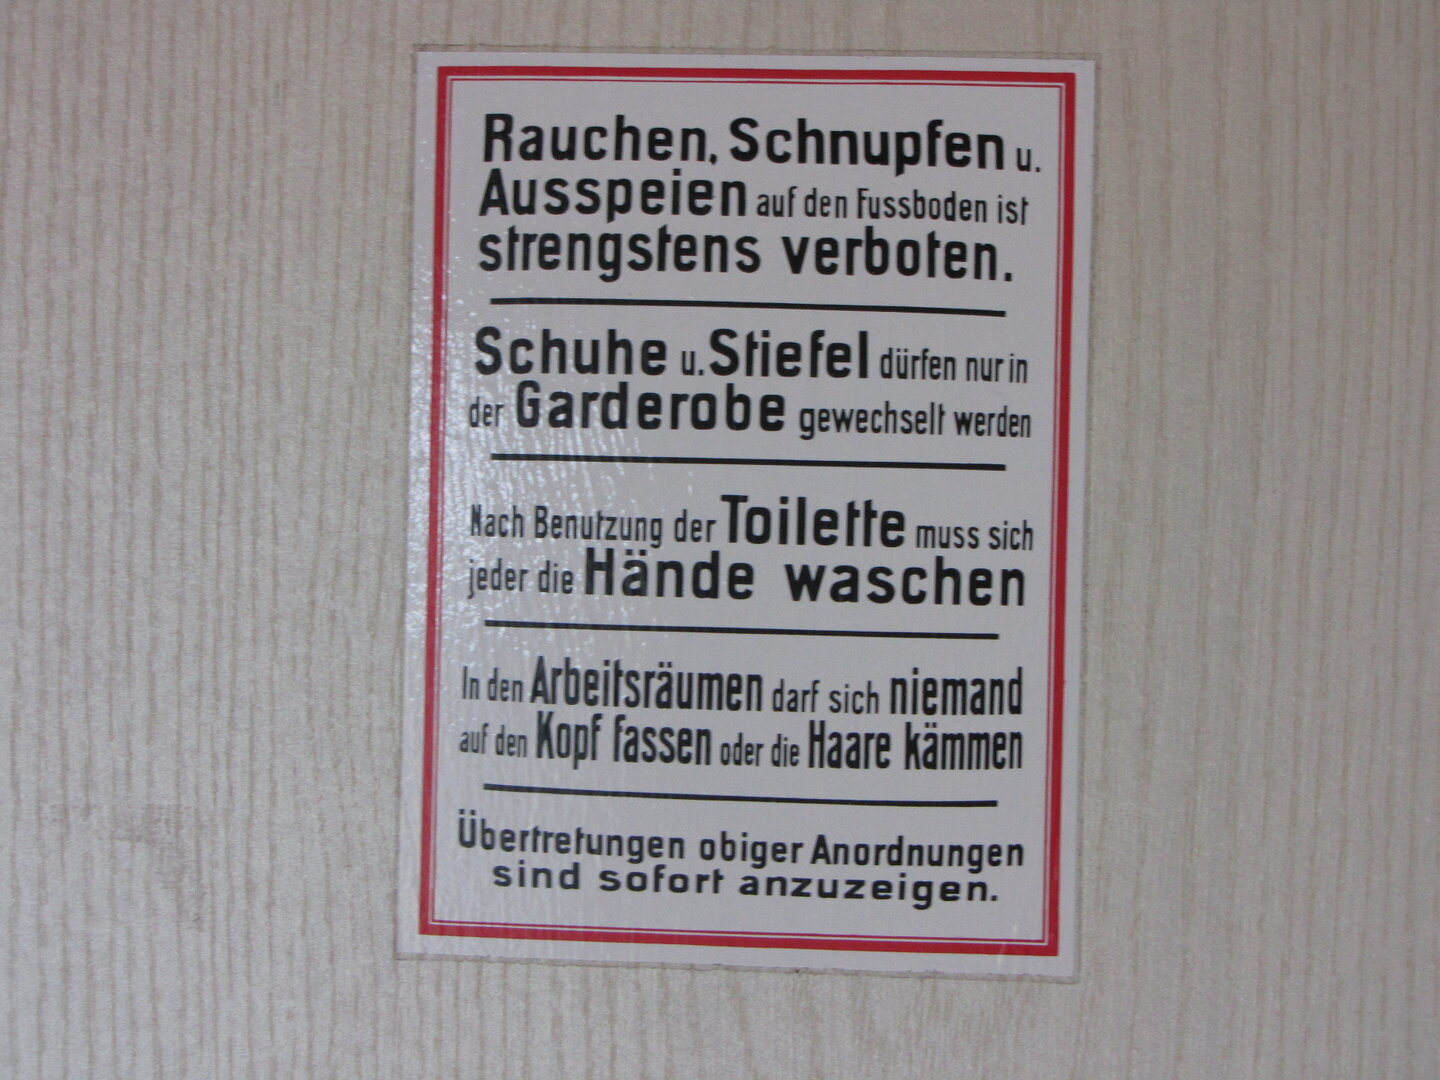 Rauchen, Schnupfen u.
Ausspeien auf den Fussboden ist
strengstens verboten.
Schuhe u. Stiefel dürfen nur in
der Garderobe gewechselt werden
Nach Benutzung der Toilette muss sich
jeder die Hände waschen
In den Arbeitsräumen darf sich niemand
auf den Kopf fassen oder die Haare kämmen
Übertretungen obiger Anordnungen
sind sofort anzuzeigen.